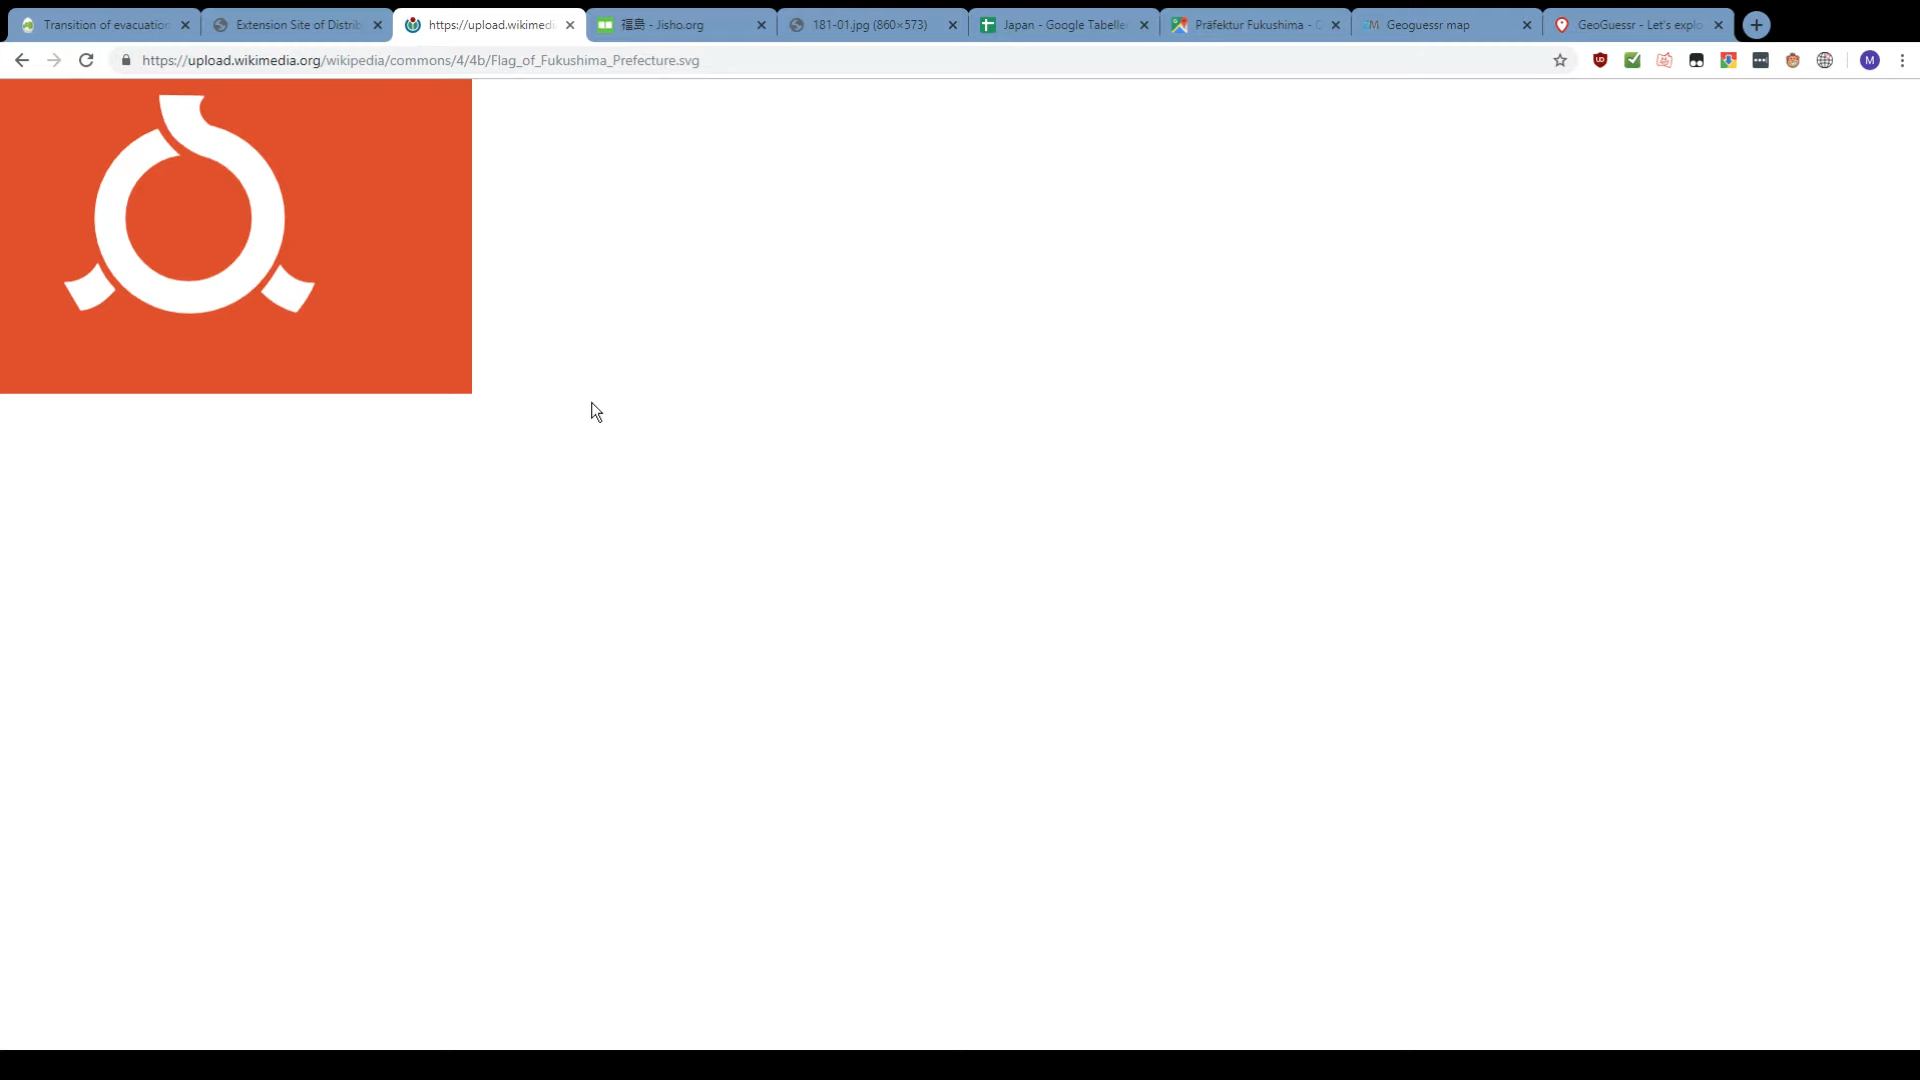 Transition of evacuation
Extension Site of Distrib
https://upload.wikimedi
福島 - Jisho.org
181-01.jpg (860×573)
Japan - Google Tabelle
Präfektur Fukushima - G
Geoguessr map
GeoGuessr - Let's explo
https://upload.wikimedia.org/wikipedia/commons/4/4b/Flag_of_Fukushima_Prefecture.svg
M